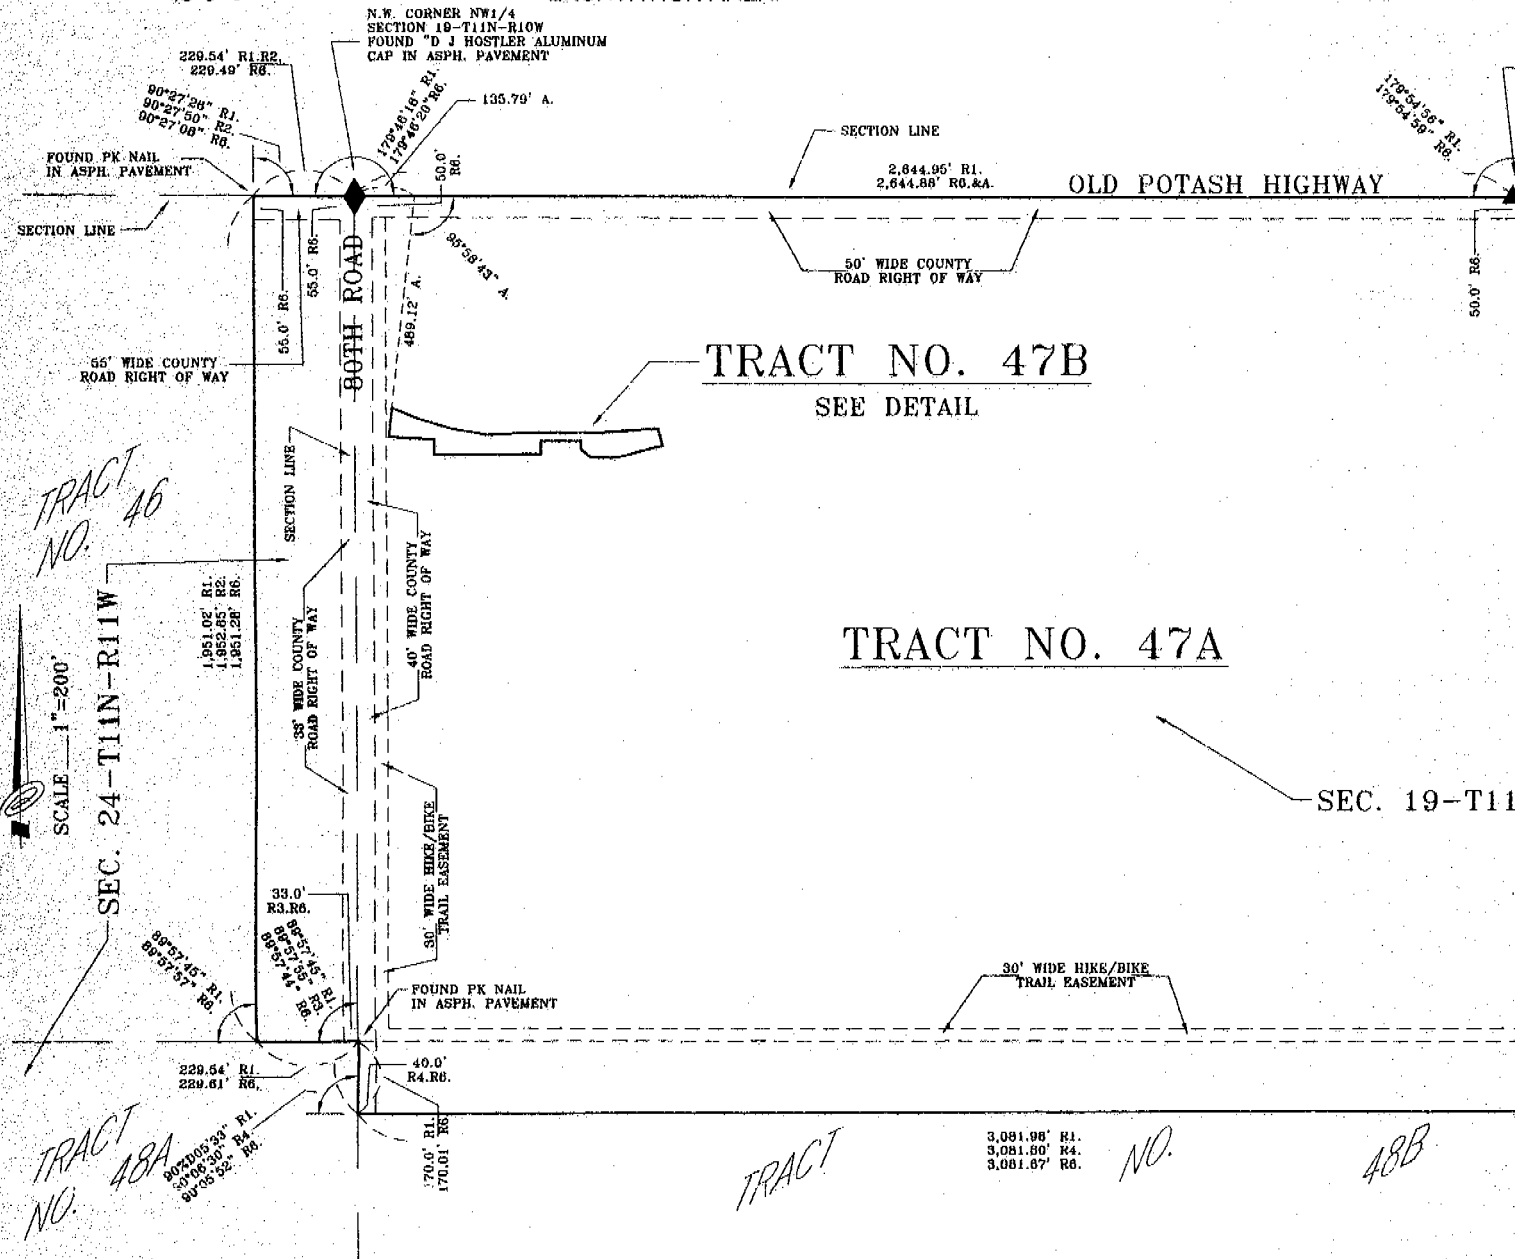 N.W. CORNER NW1/4
SECTION 19-T11N-R10W
FOUND "D J HOSTLER ALUMINUM
CAP IN ASPH. PAVEMENT
229.54' R1.R2.
229.49' R6.
90°27'26" R1.
90°27'50" R2.
90°27'06" R6.
179°46'16" R1.
179°46'20" R6.
135.79' A.
50.0'
R6.
FOUND PK NAIL
IN ASPH. PAVEMENT
SECTION LINE
2,644.95' R1.
2,644.88' R6.&A.
OLD POTASH HIGHWAY
179°54'56" R1.
179°54'59" R6.
SECTION LINE
55.0' R6.
55.0' R6.
80TH ROAD
95°58'43" A.
489.12' A.
50' WIDE COUNTY
ROAD RIGHT OF WAY
50.0' R6.
55' WIDE COUNTY
ROAD RIGHT OF WAY
TRACT NO. 47B
SEE DETAIL
TRACT
NO. 46
SECTION LINE
33' WIDE COUNTY
ROAD RIGHT OF WAY
40' WIDE COUNTY
ROAD RIGHT OF WAY
1,951.02' R1.
1,952.65' R2.
1,951.28' R6.
SCALE 1"=200'
SEC. 24-T11N-R11W
TRACT NO. 47A
SEC. 19-T11
30' WIDE HIKE/BIKE
TRAIL EASEMENT
33.0'
R3.R6.
89°57'45" R1.
89°57'57" R6.
89°57'45" R1.
89°57'55" R3.
89°57'44" R6.
FOUND PK NAIL
IN ASPH. PAVEMENT
30' WIDE HIKE/BIKE
TRAIL EASEMENT
229.54' R1.
229.61' R6.
40.0'
R4.R6.
90%D05'33" R1.
90°06'30" R4.
90°05'52" R6.
170.0' R1.
170.01' R6.
TRACT
NO. 48A
3,081.98' R1.
3,081.80' R4.
3,081.67' R6.
TRACT NO. 48B